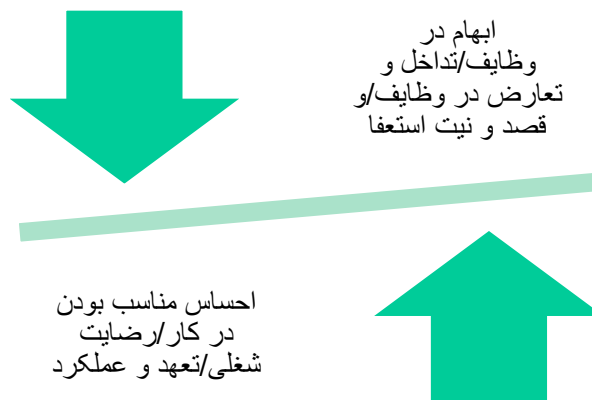 ابهام در
وظایف/تداخل و
تعارض در وظایف/و
قصد و نیت استعفا
احساس مناسب بودن
در کار/رضایت
شغلی/تعهد و عملکرد